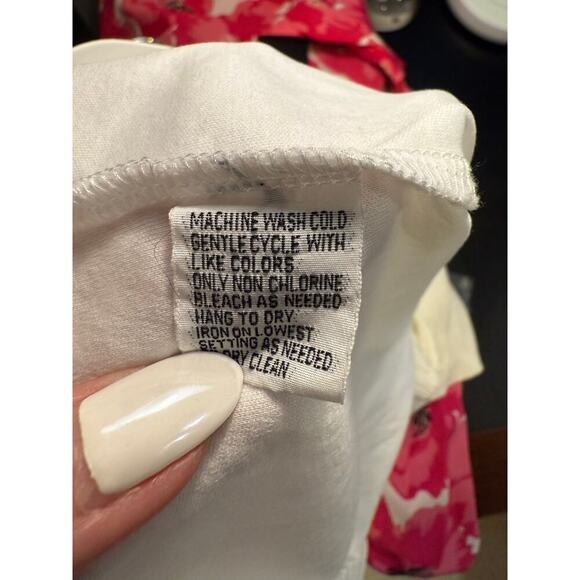 MACHINE WASH COLD
GENTLE CYCLE WITH
LIKE COLORS
ONLY NON CHLORINE
BLEACH AS NEEDED
HANG TO DRY
IRON ON LOWEST
SETTING AS NEEDED
DRY CLEAN